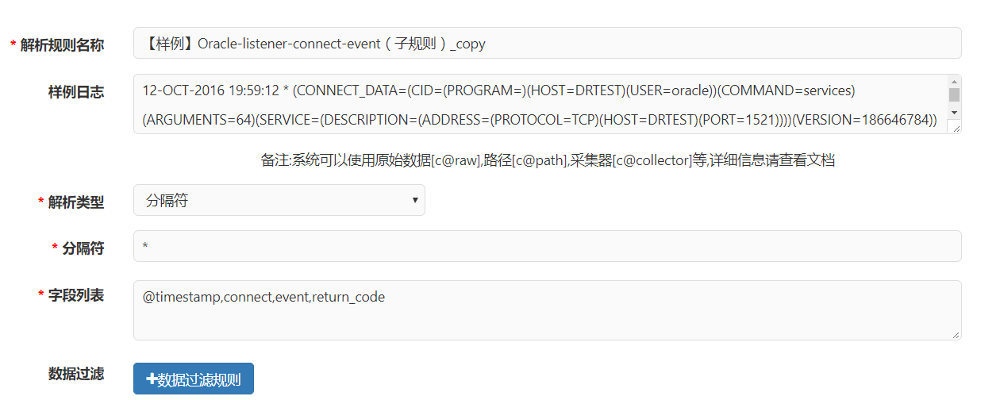 * 解析规则名称 【样例】Oracle-listener-connect-event（子规则）_copy
样例日志 12-OCT-2016 19:59:12 * (CONNECT_DATA=(CID=(PROGRAM=)(HOST=DRTEST)(USER=oracle))(COMMAND=services)
(ARGUMENTS=64)(SERVICE=(DESCRIPTION=(ADDRESS=(PROTOCOL=TCP)(HOST=DRTEST)(PORT=1521))))(VERSION=186646784))
备注:系统可以使用原始数据[c@raw],路径[c@path],采集器[c@collector]等,详细信息请查看文档
* 解析类型 分隔符
* 分隔符 *
* 字段列表 @timestamp,connect,event,return_code
数据过滤 +数据过滤规则